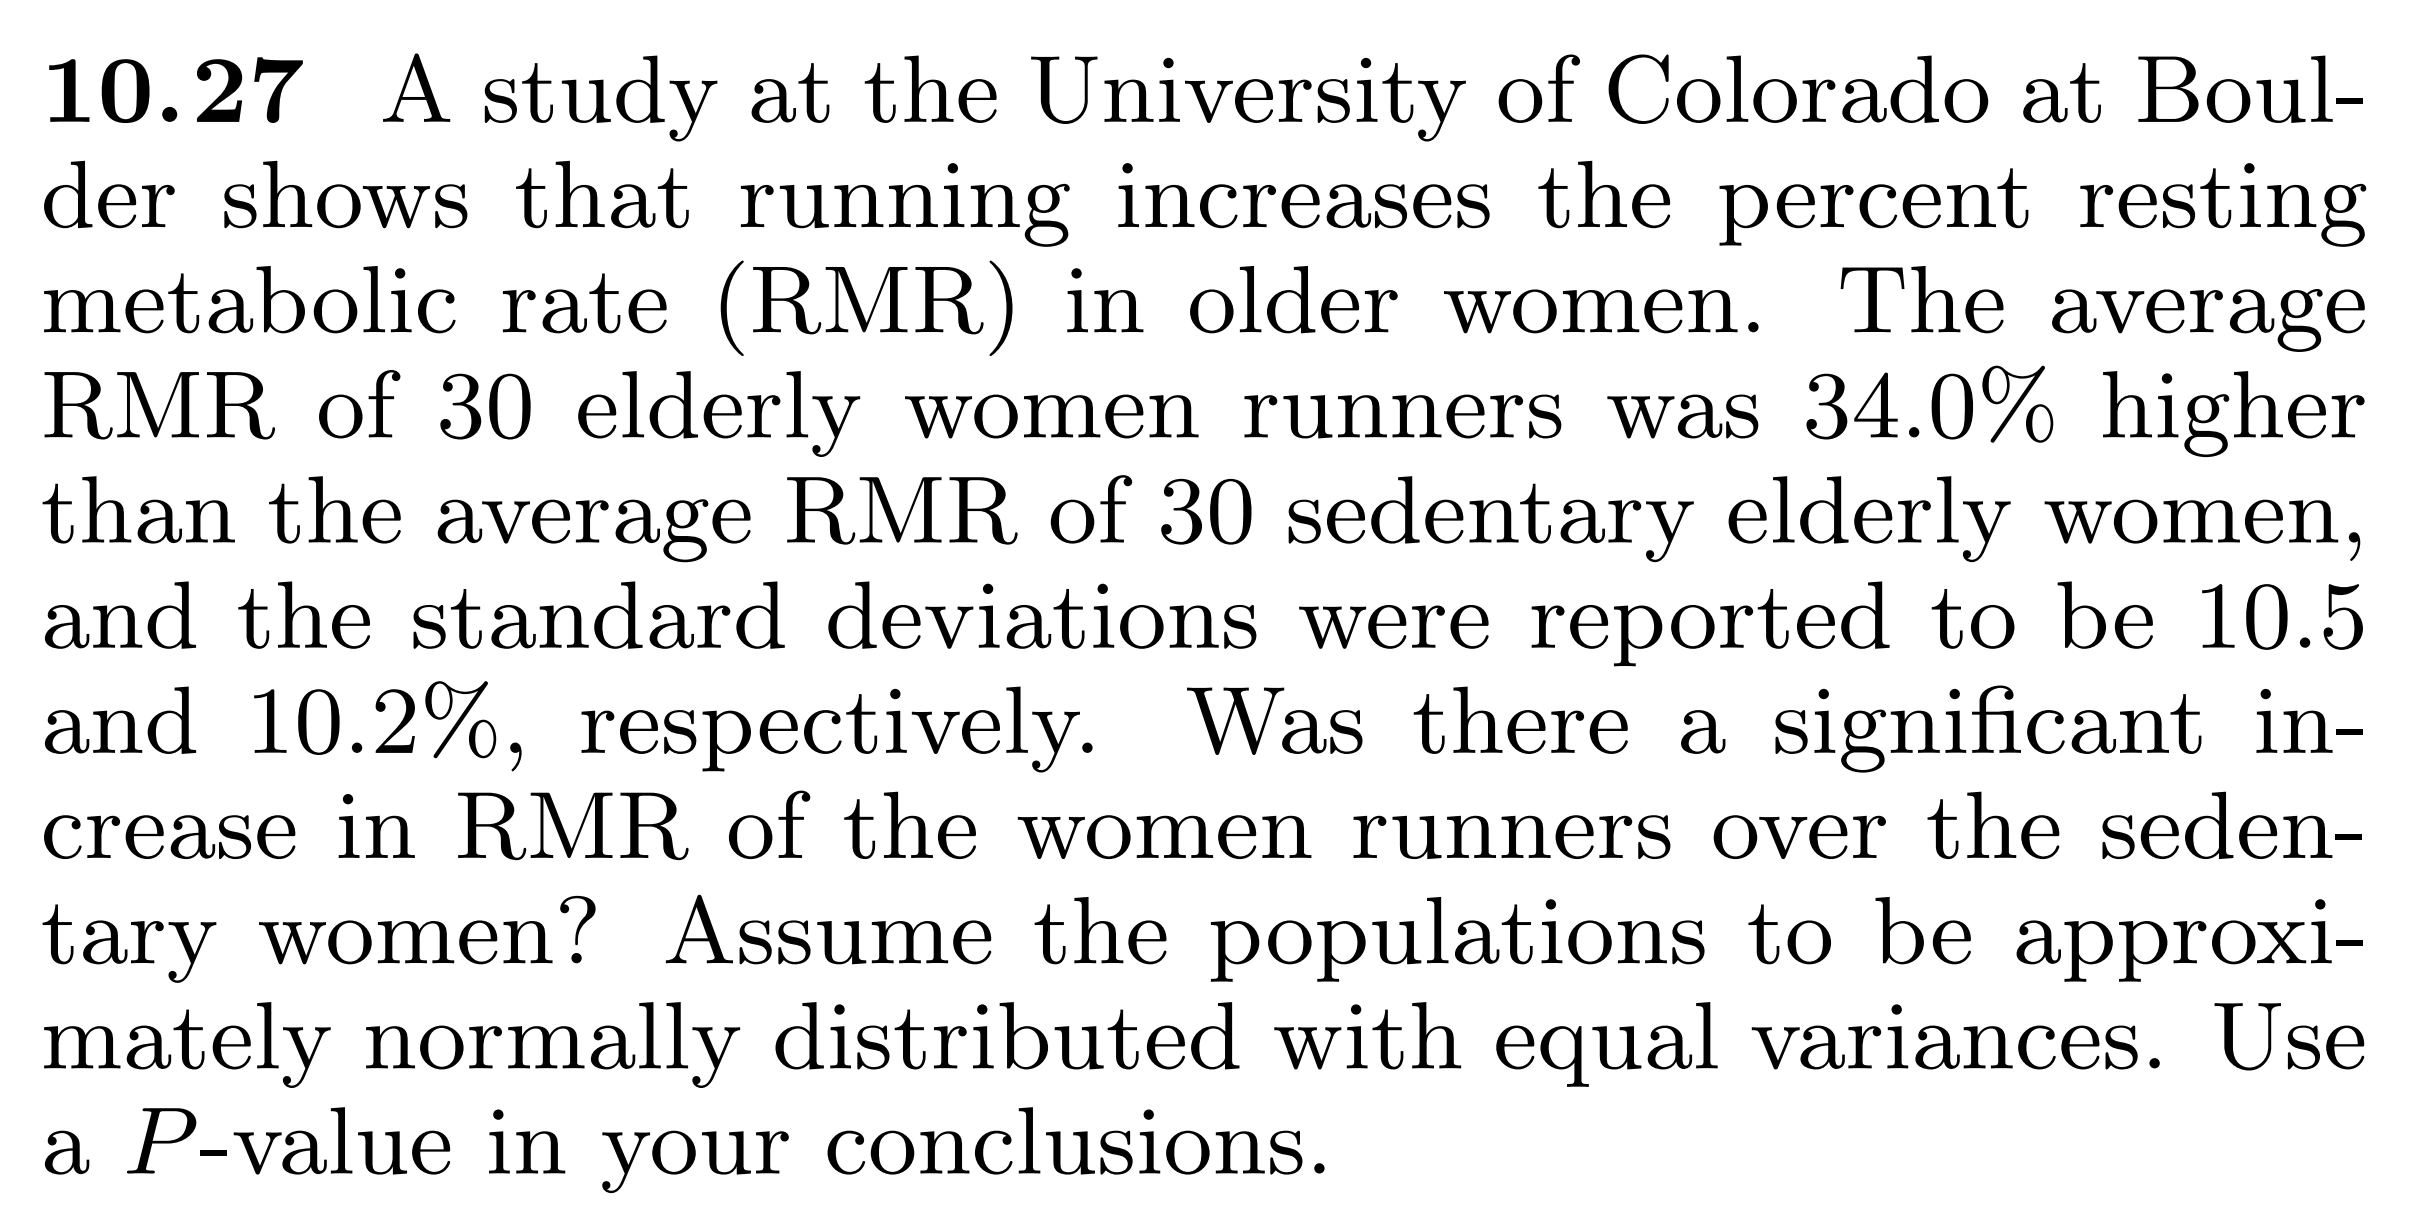 10.27 A study at the University of Colorado at Boul-
der shows that running increases the percent resting
metabolic rate (RMR) in older women. The average
RMR of 30 elderly women runners was 34.0% higher
than the average RMR of 30 sedentary elderly women,
and the standard deviations were reported to be 10.5
and 10.2%, respectively. Was there a significant in-
crease in RMR of the women runners over the seden-
tary women? Assume the populations to be approxi-
mately normally distributed with equal variances. Use
a P-value in your conclusions.